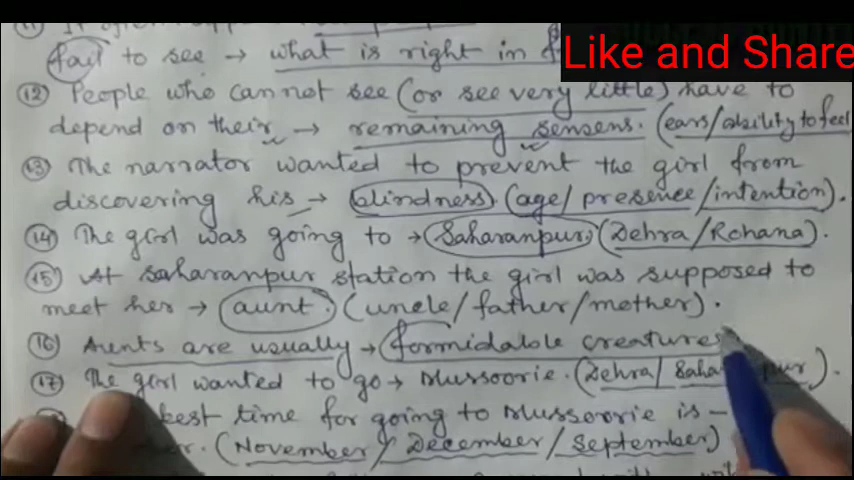 fail to see → what is right in
Like and Share
(12) People who cannot see (or see very little) have to
depend on their → remaining sensens. (ears/ability to feel
(13) The narrator wanted to prevent the girl from
discovering his → blindness. (age/presence/intention).
(14) The girl was going to → Saharanpur. (Dehra/Rohana).
(15) At Saharanpur station the girl was supposed to
meet her → aunt. (uncle/father/mother).
(16) Aunts are usually → formidable creatures
(17) The girl wanted to go → Mussoorie. (Dehra/
best time for going to Mussoorie is -
(November/December/September)